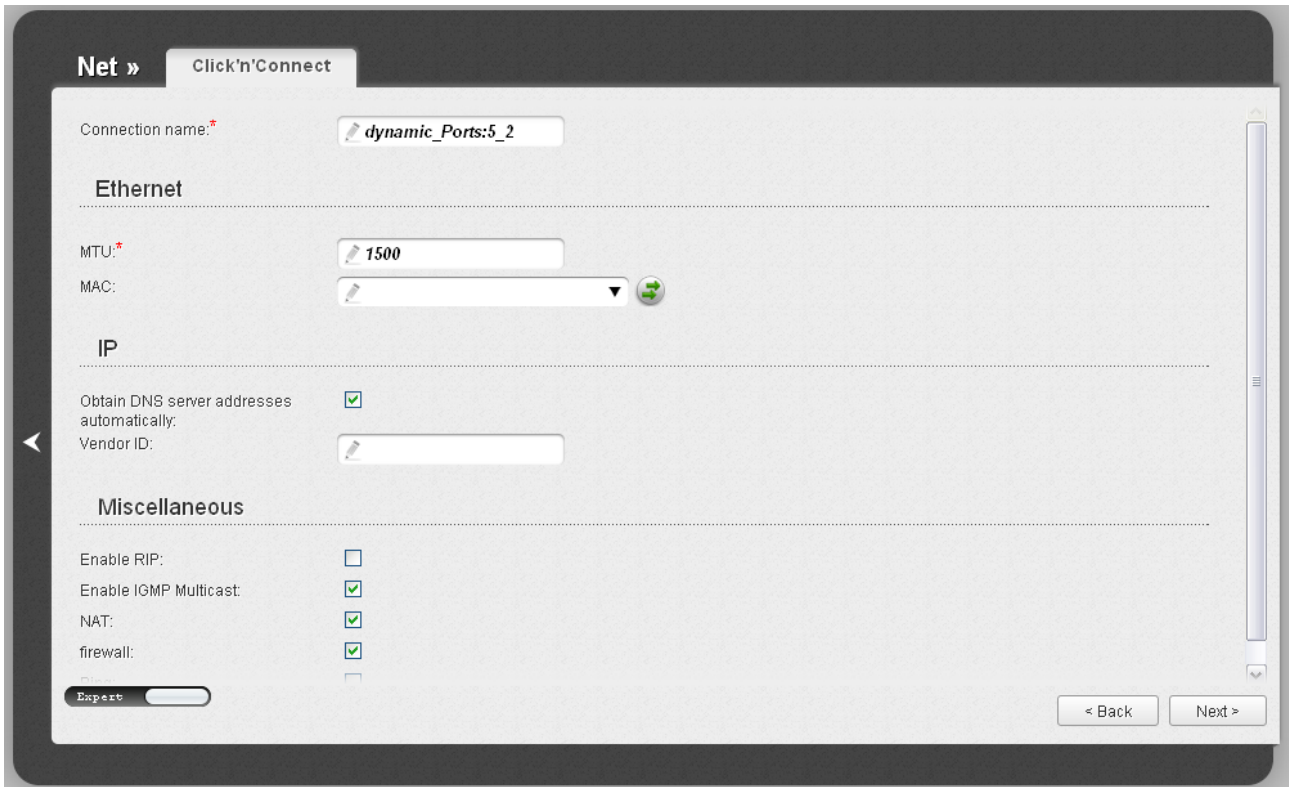 Net » Click'n'Connect
Connection name:* dynamic_Ports:5_2
Ethernet
MTU:* 1500
MAC:
IP
Obtain DNS server addresses
automatically:
Vendor ID:
Miscellaneous
Enable RIP:
Enable IGMP Multicast:
NAT:
firewall:
Ping:
Expert
< Back Next >